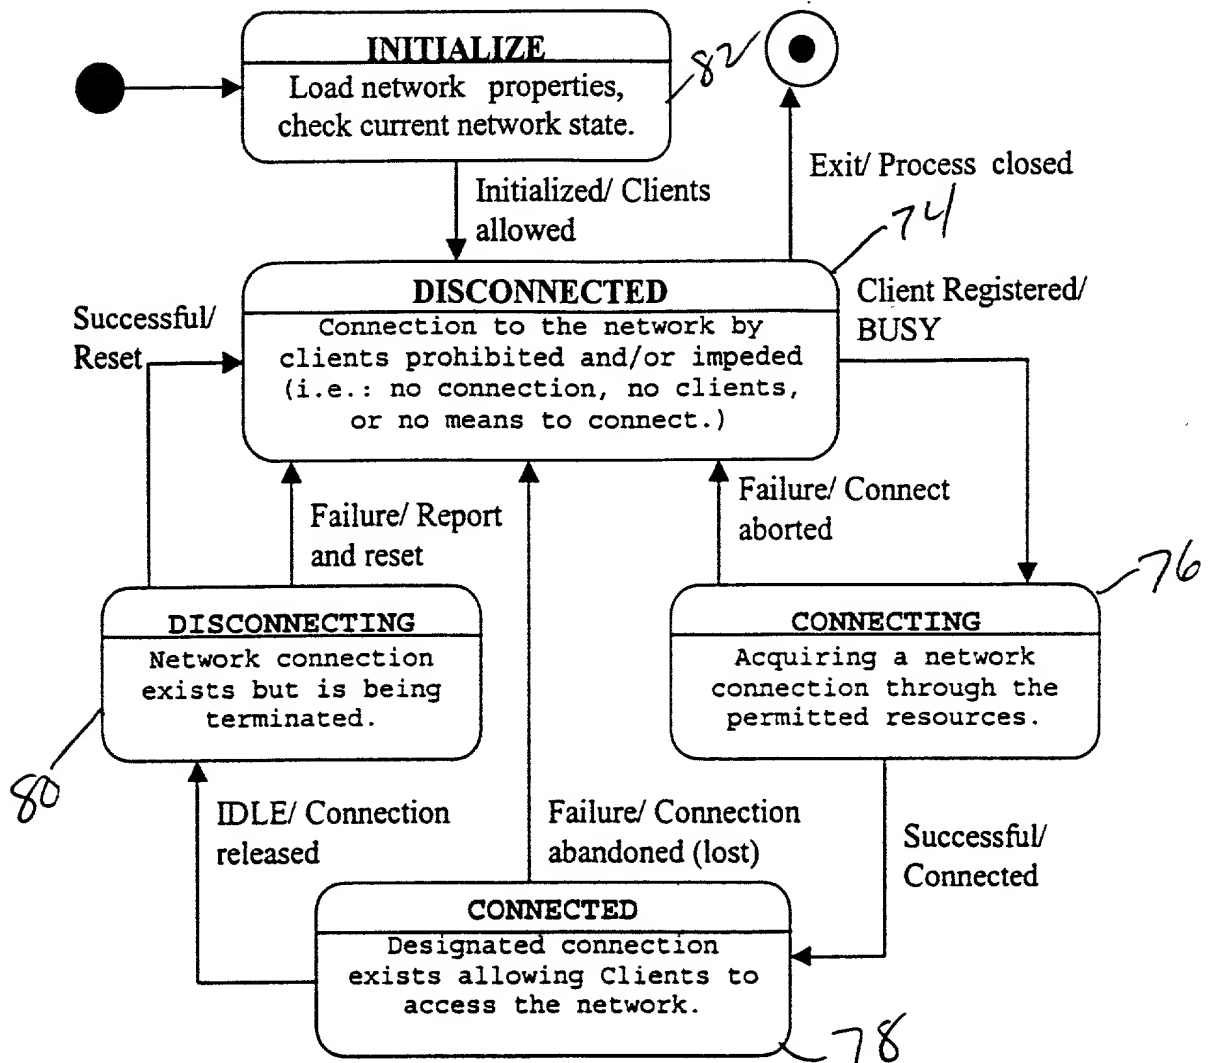 INITIALIZE
Load network properties,
check current network state.
82
Initialized/ Clients
allowed
Exit/ Process closed
74
DISCONNECTED
Connection to the network by
clients prohibited and/or impeded
(i.e.: no connection, no clients,
or no means to connect.)
Client Registered/
BUSY
Successful/
Reset
Failure/ Report
and reset
Failure/ Connect
aborted
76
DISCONNECTING
Network connection
exists but is being
terminated.
80
CONNECTING
Acquiring a network
connection through the
permitted resources.
IDLE/ Connection
released
Failure/ Connection
abandoned (lost)
Successful/
Connected
CONNECTED
Designated connection
exists allowing Clients to
access the network.
78